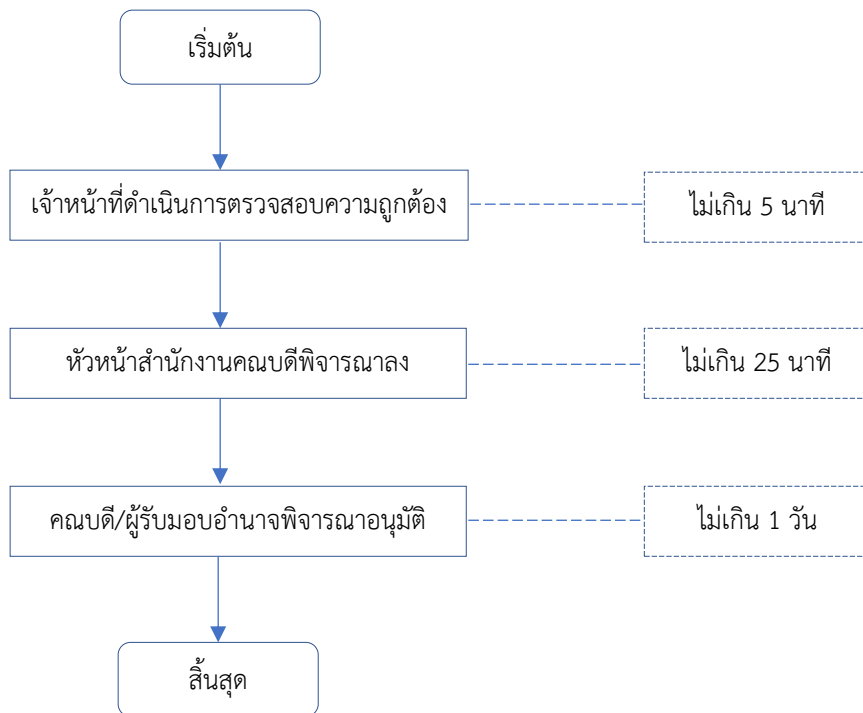 เริ่มต้น
เจ้าหน้าที่ดำเนินการตรวจสอบความถูกต้อง
ไม่เกิน 5 นาที
หัวหน้าสำนักงานคณบดีพิจารณาลง
ไม่เกิน 25 นาที
คณบดี/ผู้รับมอบอำนาจพิจารณาอนุมัติ
ไม่เกิน 1 วัน
สิ้นสุด